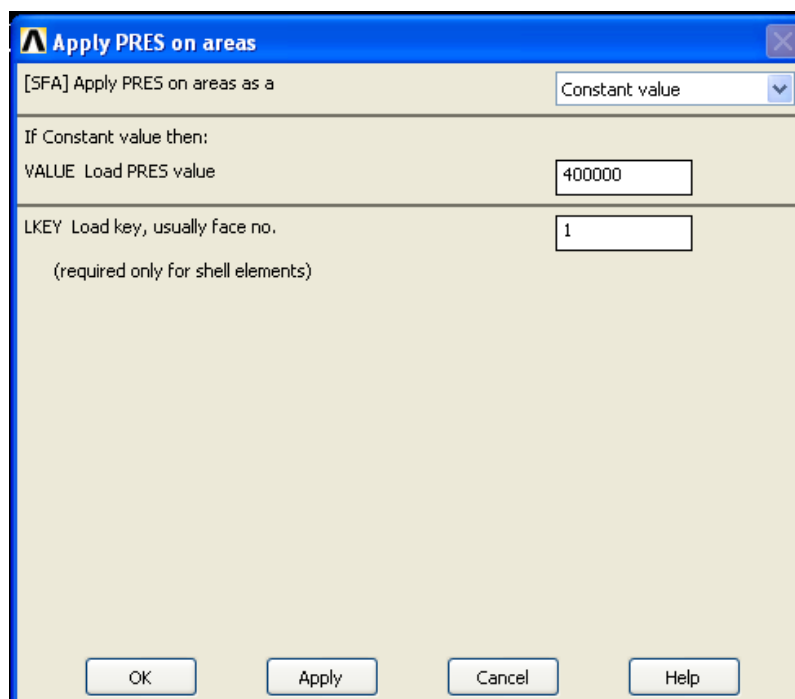 Apply PRES on areas
[SFA] Apply PRES on areas as a Constant value
If Constant value then:
VALUE Load PRES value 400000
LKEY Load key, usually face no. 1
(required only for shell elements)
OK Apply Cancel Help